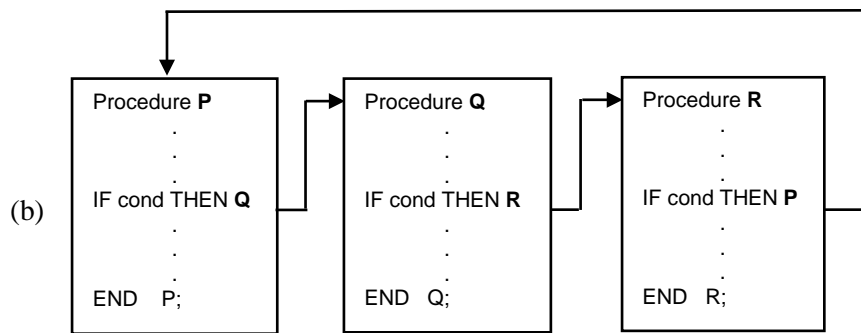 Procedure P
.
.
.
IF cond THEN Q
.
.
.
END P;
Procedure Q
.
.
.
IF cond THEN R
.
.
.
END Q;
Procedure R
.
.
.
IF cond THEN P
.
.
.
END R;
(b)